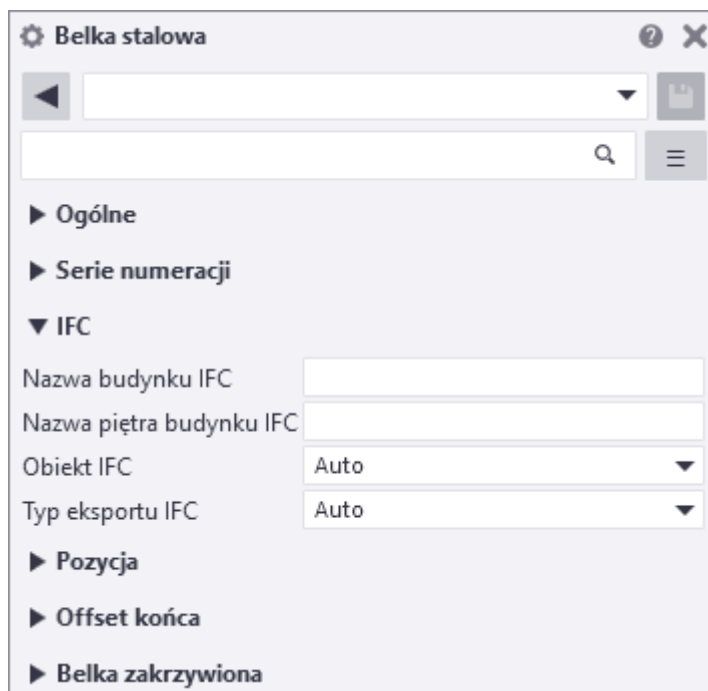 Belka stalowa
Ogólne
Serie numeracji
IFC
Nazwa budynku IFC
Nazwa piętra budynku IFC
Obiekt IFC Auto
Typ eksportu IFC Auto
Pozycja
Offset końca
Belka zakrzywiona